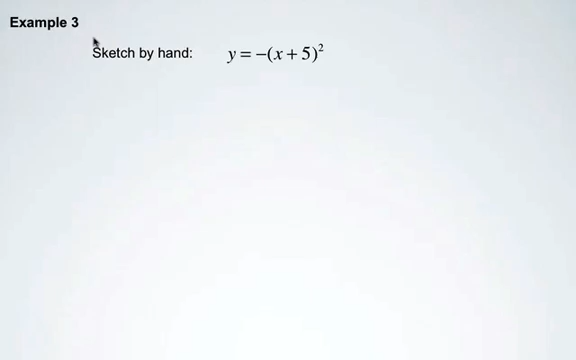 Example 3
Sketch by hand: y = −(x + 5)²